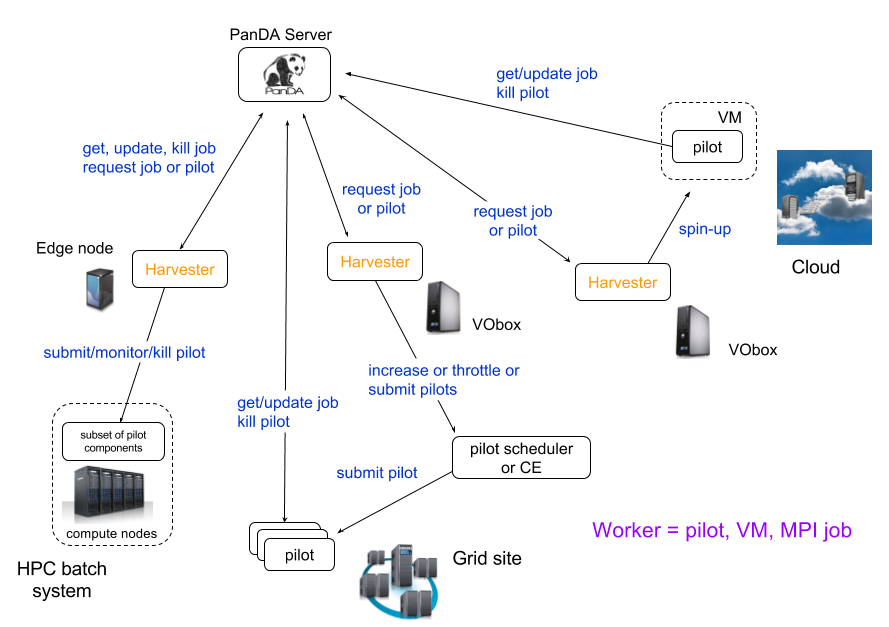 PanDA Server
PanDA
get/update job
kill pilot
VM
pilot
get, update, kill job
request job or pilot
request job
or pilot
request job
or pilot
spin-up
Edge node
Harvester
Harvester
Harvester
Cloud
VObox
VObox
submit/monitor/kill pilot
increase or throttle or
submit pilots
get/update job
kill pilot
subset of pilot
components
pilot scheduler
or CE
submit pilot
compute nodes
Worker = pilot, VM, MPI job
pilot
Grid site
HPC batch
system